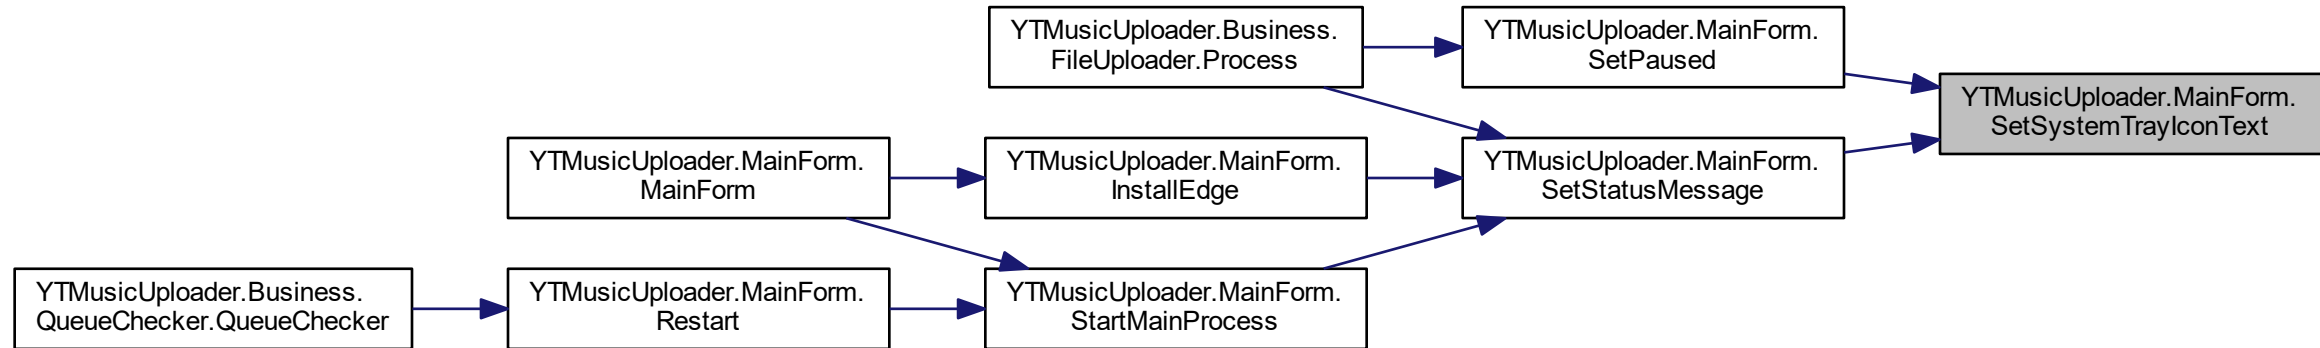 YTMusicUploader.Business.
FileUploader.Process
YTMusicUploader.MainForm.
SetPaused
YTMusicUploader.MainForm.
SetSystemTrayIconText
YTMusicUploader.MainForm.
MainForm
YTMusicUploader.MainForm.
InstallEdge
YTMusicUploader.MainForm.
SetStatusMessage
YTMusicUploader.Business.
QueueChecker.QueueChecker
YTMusicUploader.MainForm.
Restart
YTMusicUploader.MainForm.
StartMainProcess